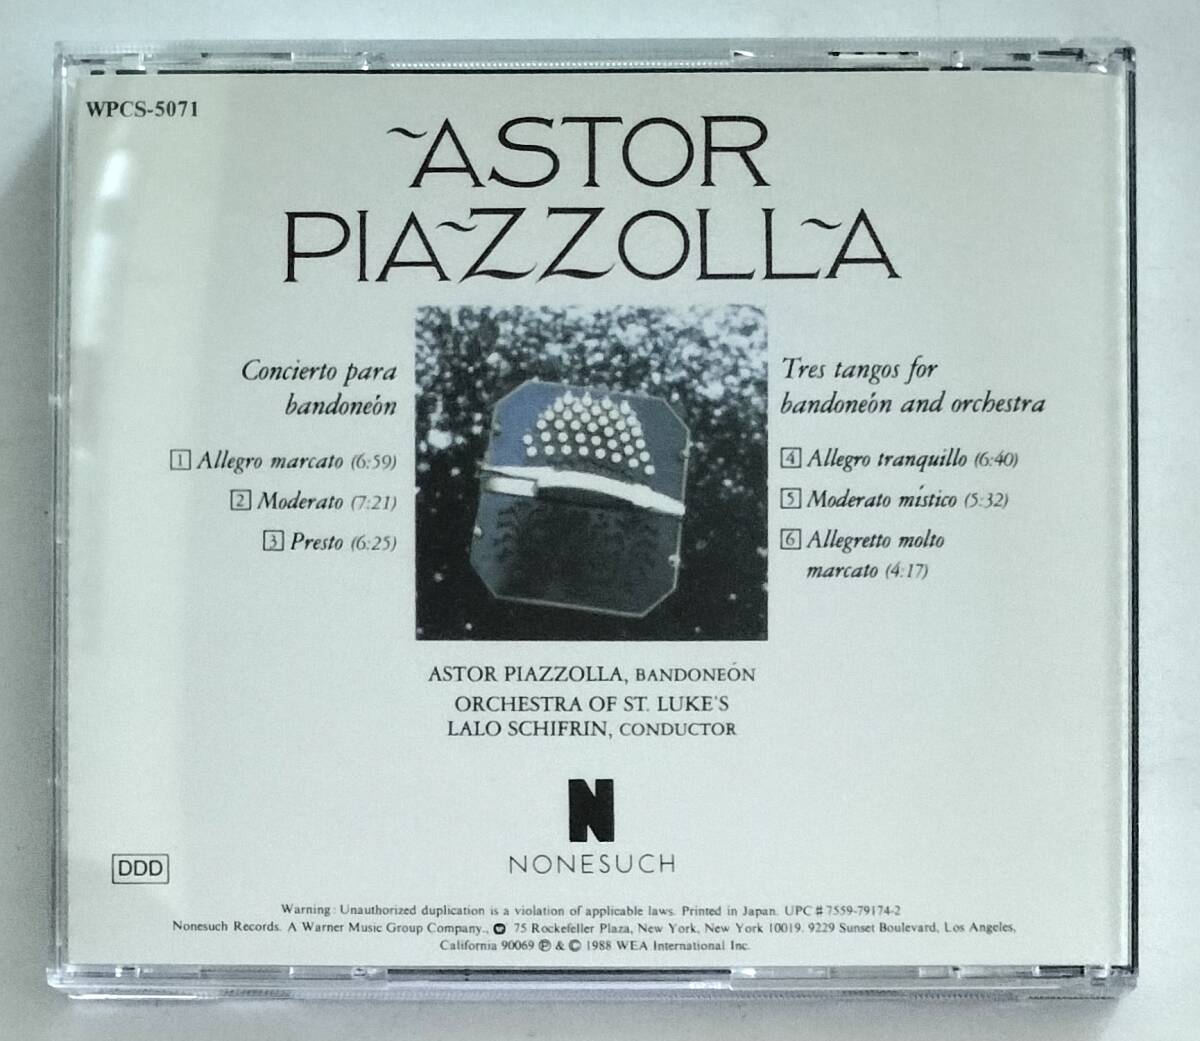 WPCS-5071
ASTOR
PIAZZOLLA
Concierto para
bandoneón
1 Allegro marcato (6:59)
2 Moderato (7:21)
3 Presto (6:25)
Tres tangos for
bandoneón and orchestra
4 Allegro tranquillo (6:40)
5 Moderato místico (5:32)
6 Allegretto molto
marcato (4:17)
ASTOR PIAZZOLLA, BANDONEÓN
ORCHESTRA OF ST. LUKE'S
LALO SCHIFRIN, CONDUCTOR
N
NONESUCH
DDD
Warning: Unauthorized duplication is a violation of applicable laws. Printed in Japan. UPC # 7559-79174-2
Nonesuch Records. A Warner Music Group Company., 75 Rockefeller Plaza, New York, New York 10019. 9229 Sunset Boulevard, Los Angeles,
California 90069 ℗ & © 1988 WEA International Inc.